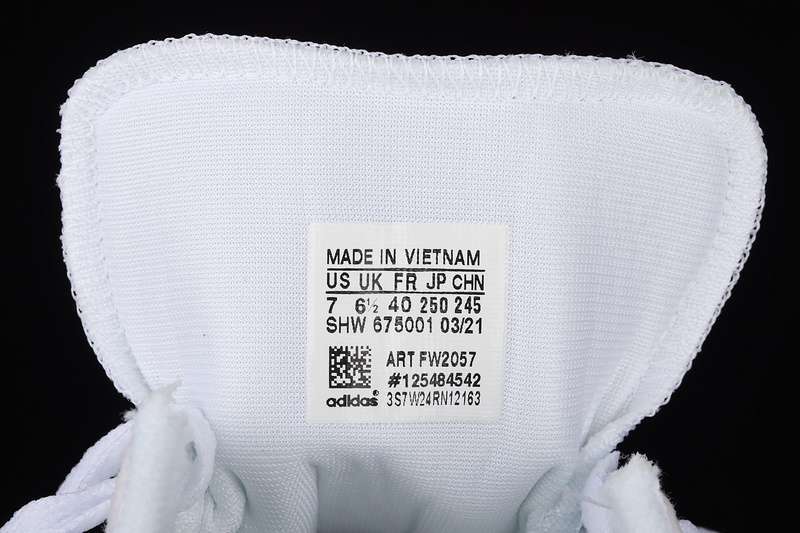 MADE IN VIETNAM
US UK FR JP CHN
7 6½ 40 250 245
SHW 675001 03/21
ART FW2057
#125484542
adidas® 3S7W24RN12163